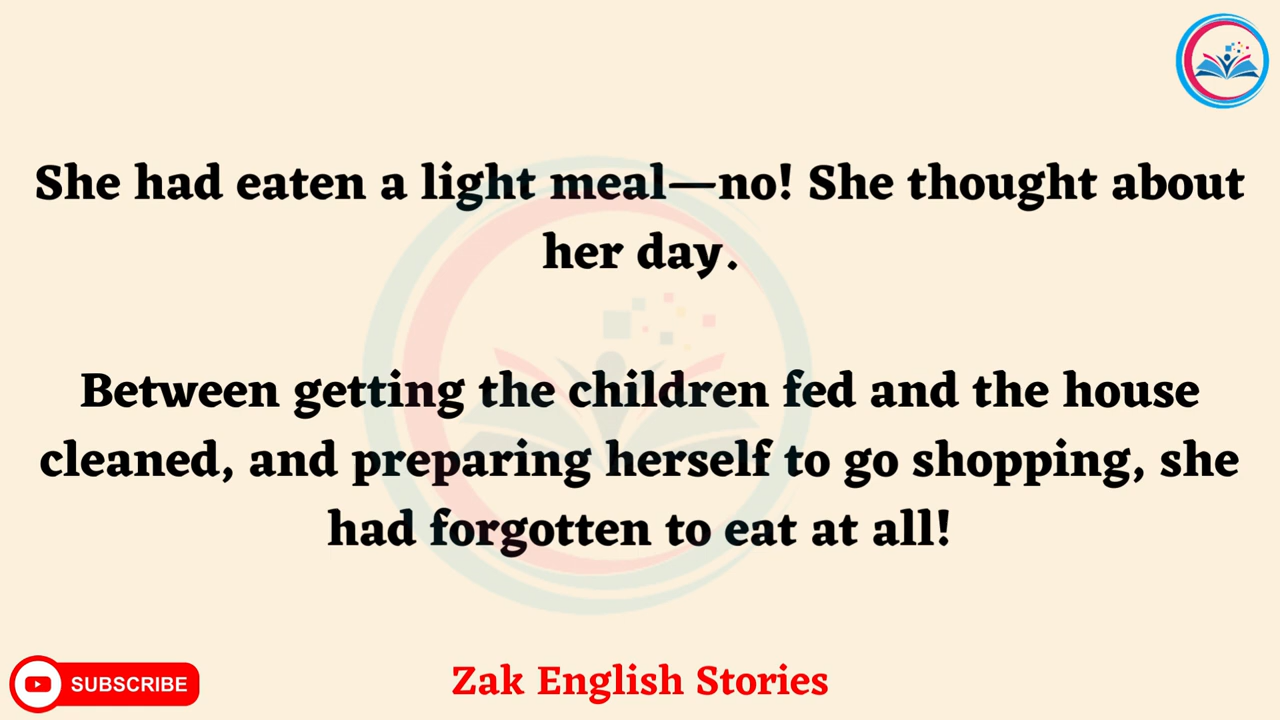 She had eaten a light meal—no! She thought about
her day.
Between getting the children fed and the house
cleaned, and preparing herself to go shopping, she
had forgotten to eat at all!
SUBSCRIBE
Zak English Stories